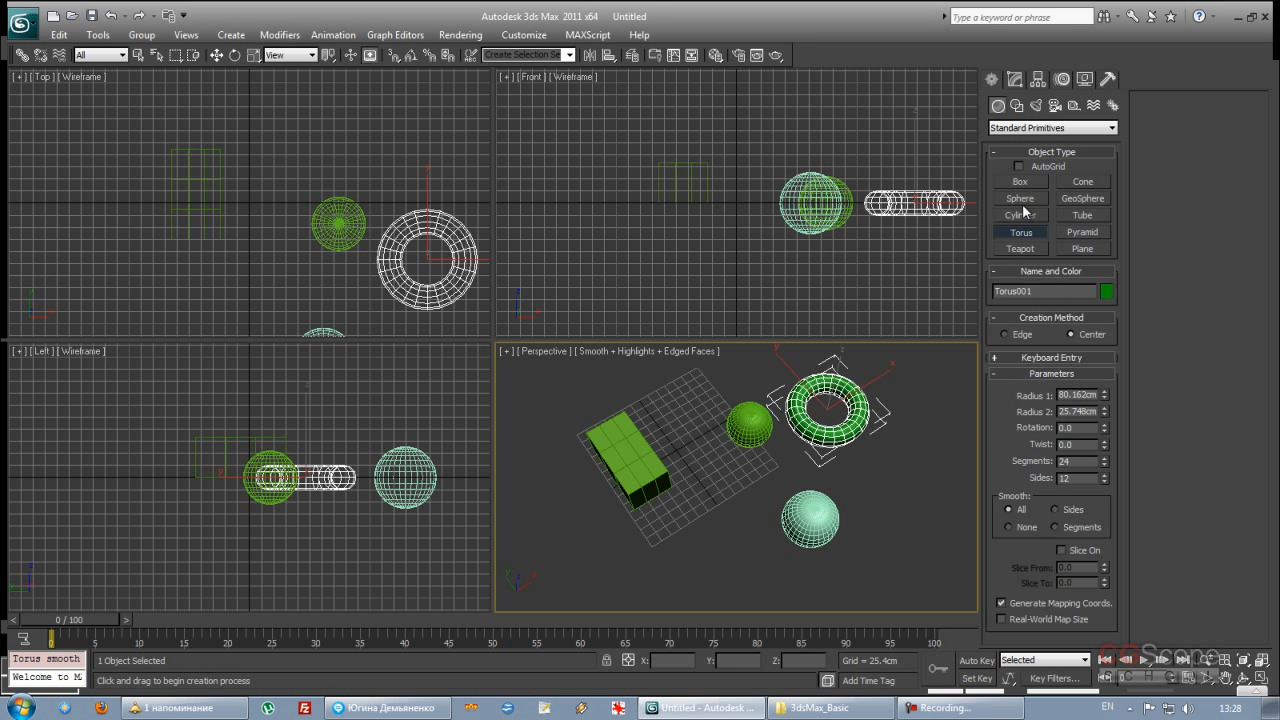 Autodesk 3ds Max 2011 x64 Untitled
Type a keyword or phrase
Edit Tools Group Views Create Modifiers Animation Graph Editors Rendering Customize MAXScript Help
All View Create Selection Se
[ + ] [ Top ] [ Wireframe ]
[ + ] [ Front ] [ Wireframe ]
[ + ] [ Left ] [ Wireframe ]
[ + ] [ Perspective ] [ Smooth + Highlights + Edged Faces ]
Standard Primitives
Object Type
AutoGrid
Box Cone
Sphere GeoSphere
Cylinder Tube
Torus Pyramid
Teapot Plane
Name and Color
Torus001
Creation Method
Edge Center
Keyboard Entry
Parameters
Radius 1: 80.162cm
Radius 2: 25.748cm
Rotation: 0.0
Twist: 0.0
Segments: 24
Sides: 12
Smooth:
All Sides
None Segments
Slice On
Slice From: 0.0
Slice To: 0.0
Generate Mapping Coords.
Real-World Map Size
0 / 100
0 5 10 15 20 25 30 35 40 45 50 55 60 65 70 75 80 85 90 95 100
Torus smooth 1 Object Selected X: Y: Z: Grid = 25.4cm Auto Key Selected
Welcome to MA Click and drag to begin creation process Add Time Tag Set Key Key Filters...
1 напоминание Югина Демьяненко Untitled - Autodesk ... 3dsMax_Basic Recording... EN 13:28